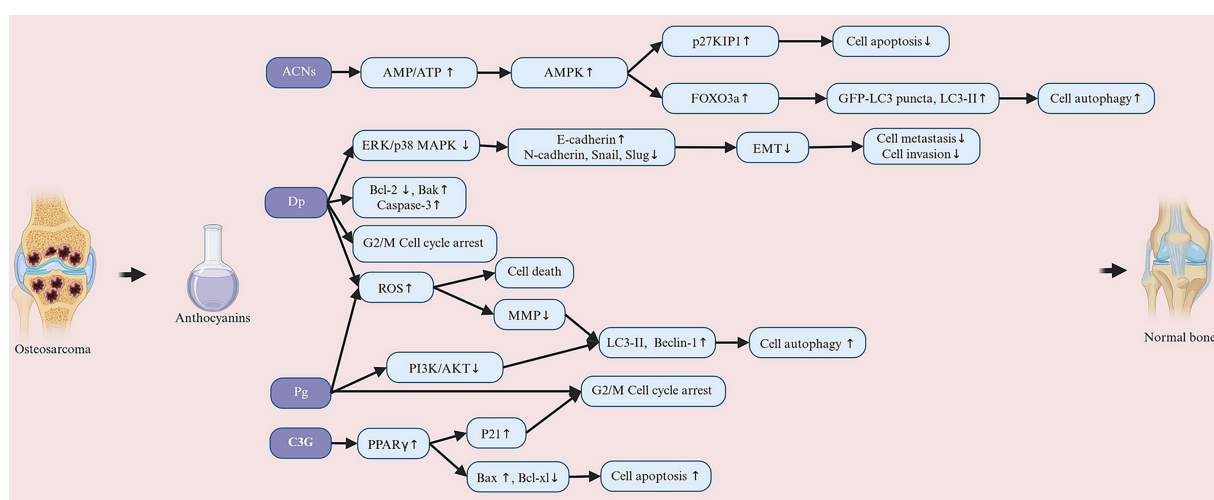 ACNs
AMP/ATP ↑
AMPK↑
p27KIP1↑
Cell apoptosis↓
FOXO3a↑
GFP-LC3 puncta, LC3-II↑
Cell autophagy↑
Dp
ERK/p38 MAPK ↓
E-cadherin↑
N-cadherin, Snail, Slug↓
EMT↓
Cell metastasis↓
Cell invasion↓
Bcl-2 ↓, Bak↑
Caspase-3↑
G2/M Cell cycle arrest
ROS↑
Cell death
MMP↓
LC3-II, Beclin-1↑
Cell autophagy ↑
Osteosarcoma
Anthocyanins
Normal bone
Pg
PI3K/AKT↓
G2/M Cell cycle arrest
C3G
PPARγ↑
P21↑
Bax ↑, Bcl-xl↓
Cell apoptosis ↑